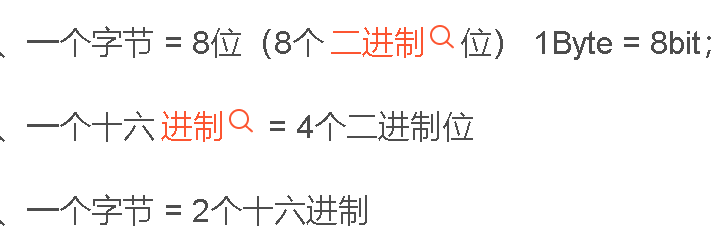 、一个字节 = 8位（8个二进制位） 1Byte = 8bit；
、一个十六进制 = 4个二进制位
、一个字节 = 2个十六进制